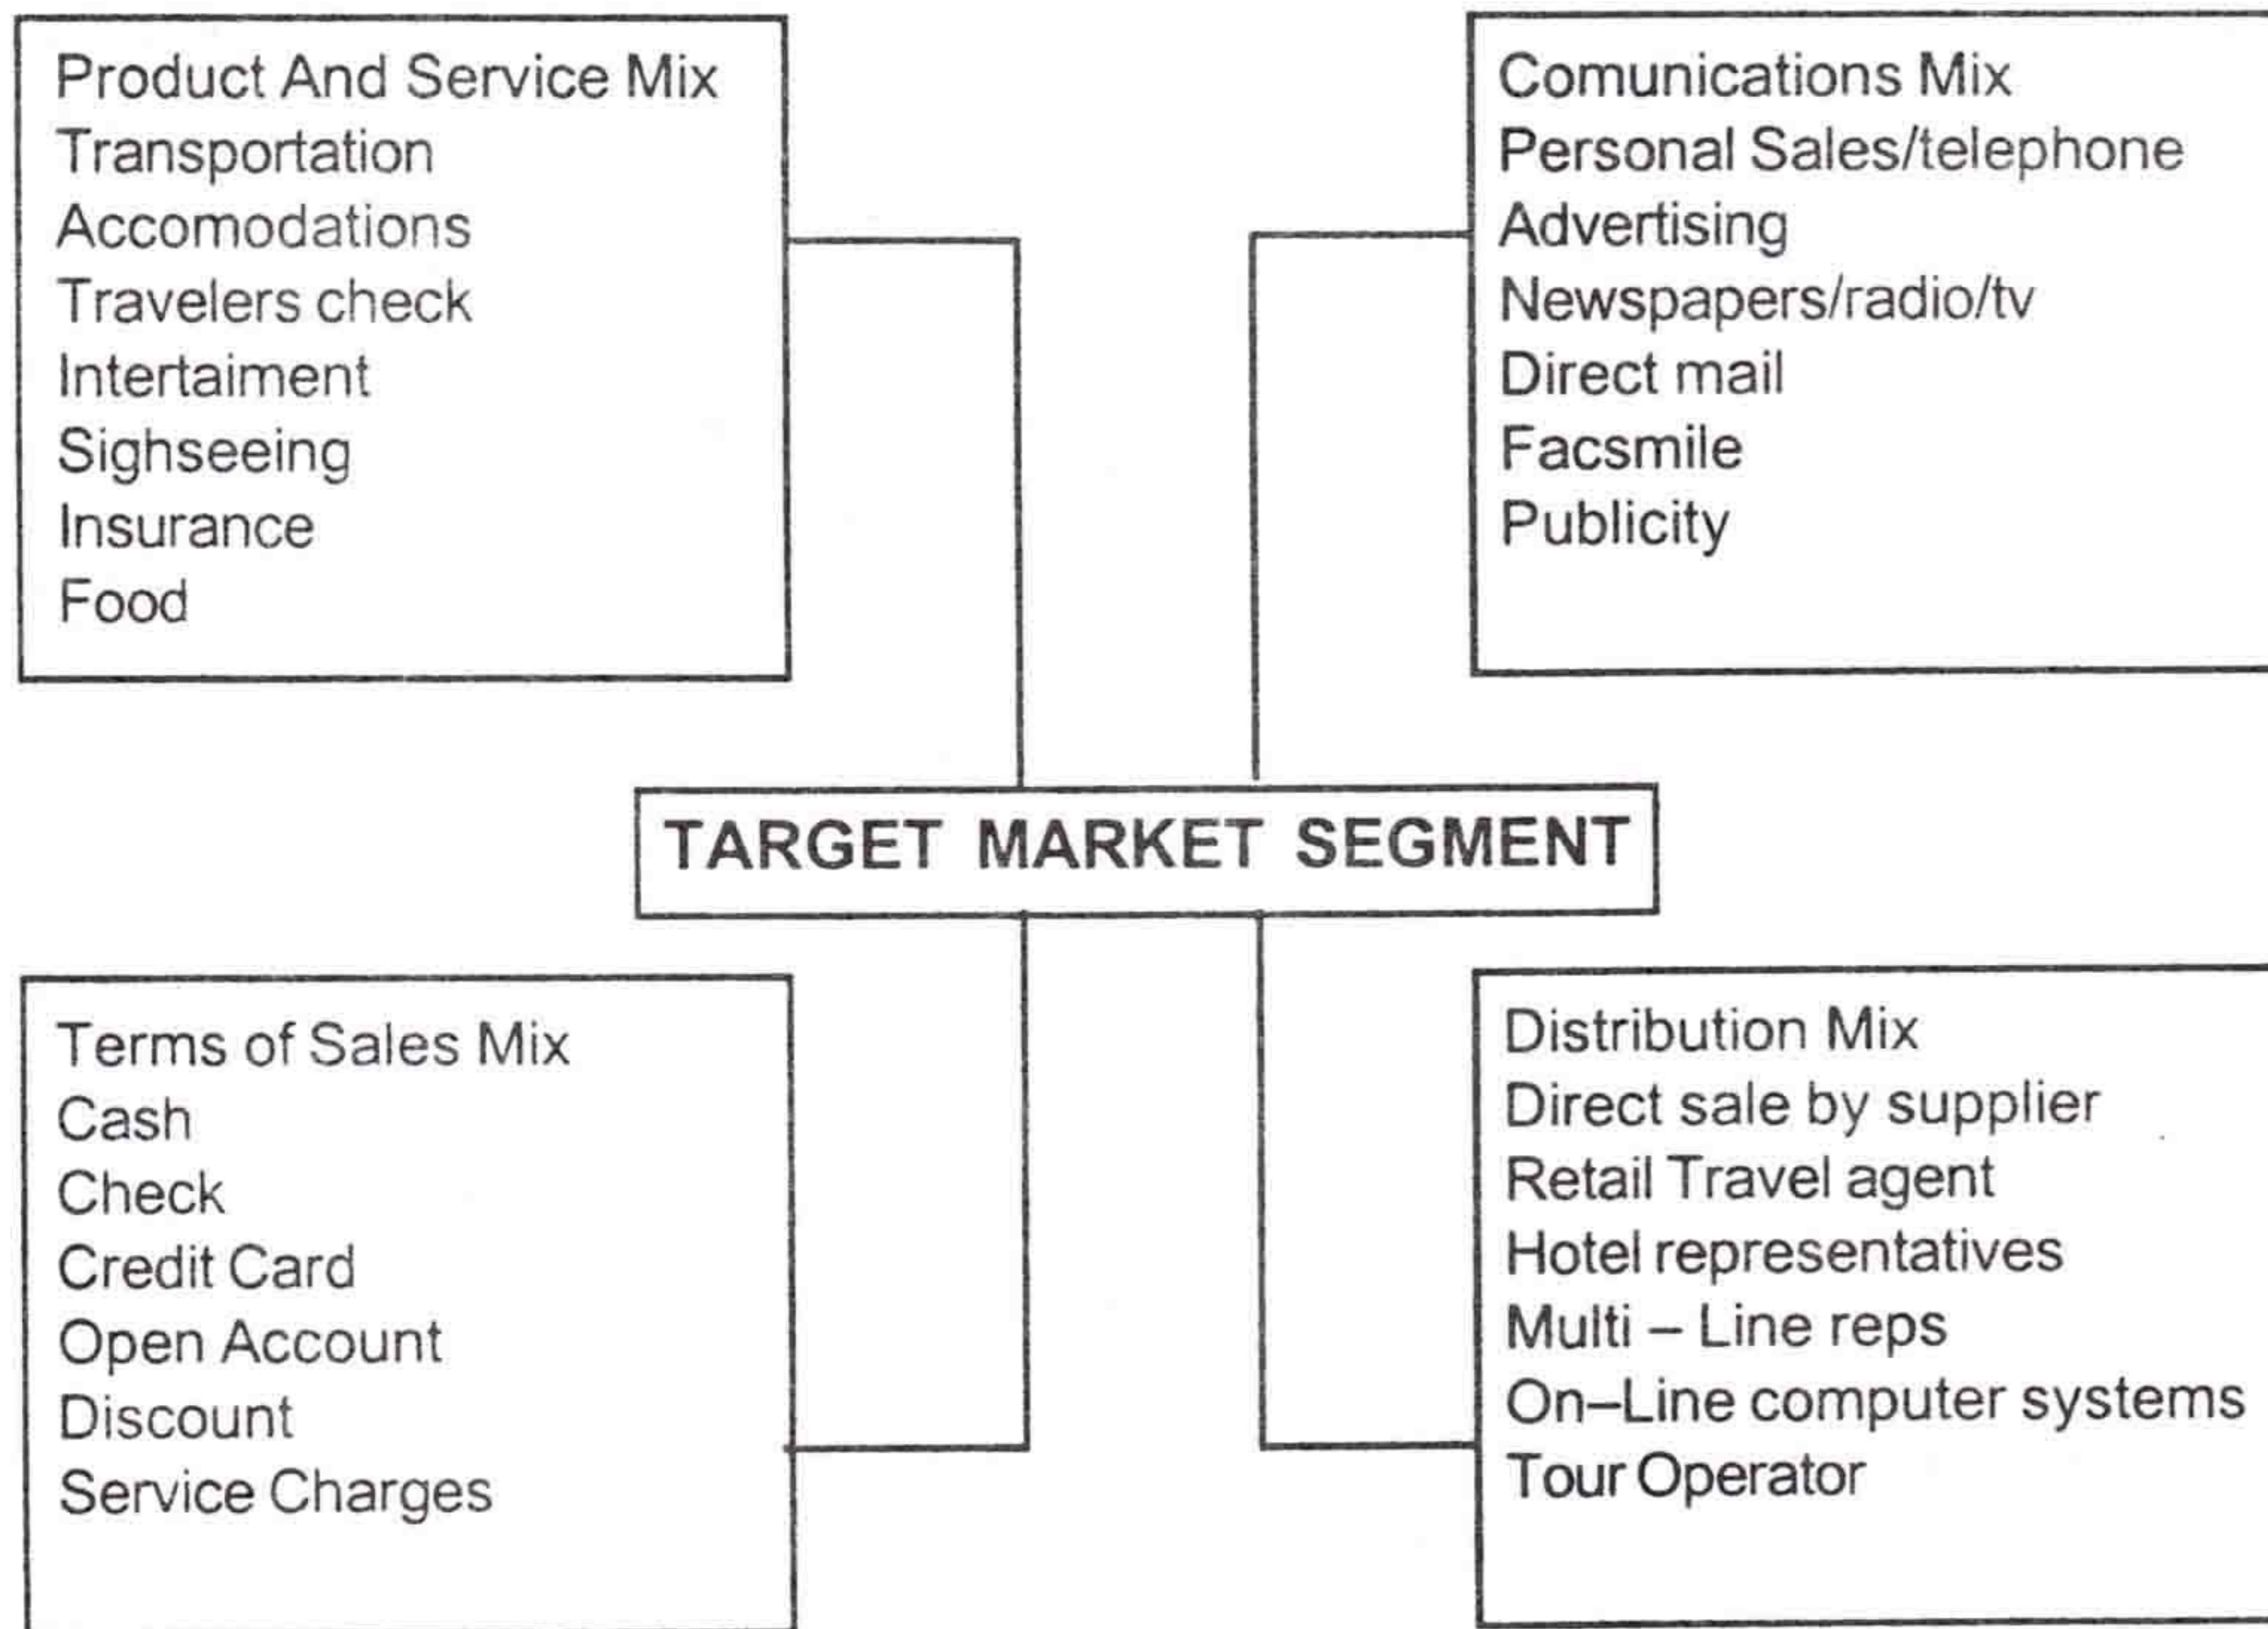 Product And Service Mix
Transportation
Accomodations
Travelers check
Intertaiment
Sighseeing
Insurance
Food
Comunications Mix
Personal Sales/telephone
Advertising
Newspapers/radio/tv
Direct mail
Facsmile
Publicity
TARGET MARKET SEGMENT
Terms of Sales Mix
Cash
Check
Credit Card
Open Account
Discount
Service Charges
Distribution Mix
Direct sale by supplier
Retail Travel agent
Hotel representatives
Multi – Line reps
On–Line computer systems
Tour Operator